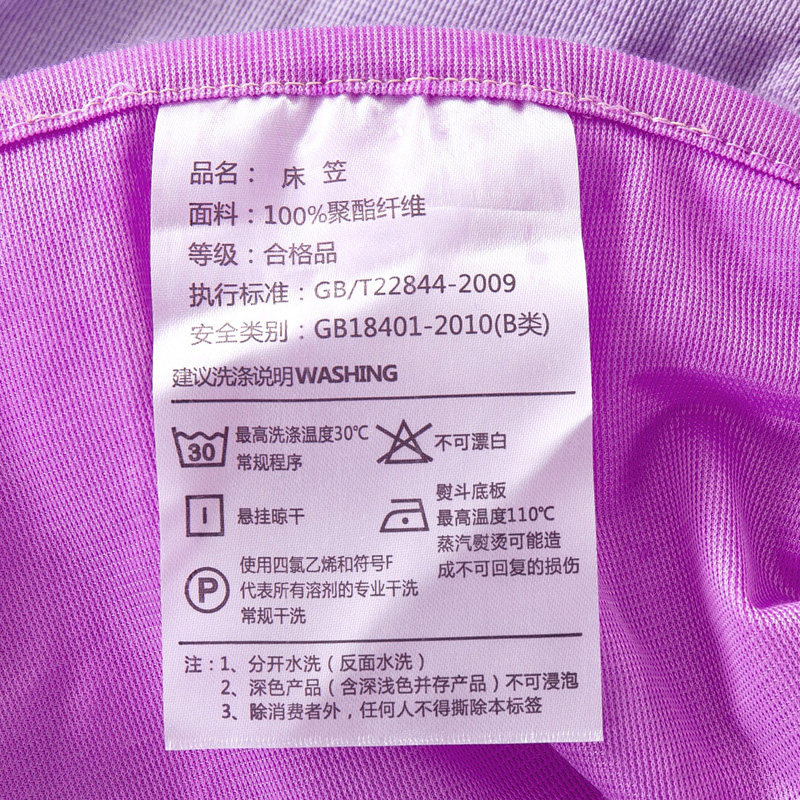 品名： 床 笠
面料：100%聚酯纤维
等级：合格品
执行标准：GB/T22844-2009
安全类别：GB18401-2010(B类)
建议洗涤说明WASHING
30
最高洗涤温度30℃
常规程序
不可漂白
悬挂晾干
熨斗底板
最高温度110℃
蒸汽熨烫可能造
成不可回复的损伤
P
使用四氯乙烯和符号F
代表所有溶剂的专业干洗
常规干洗
注：1、分开水洗（反面水洗）
2、深色产品（含深浅色并存产品）不可浸泡
3、除消费者外，任何人不得撕除本标签